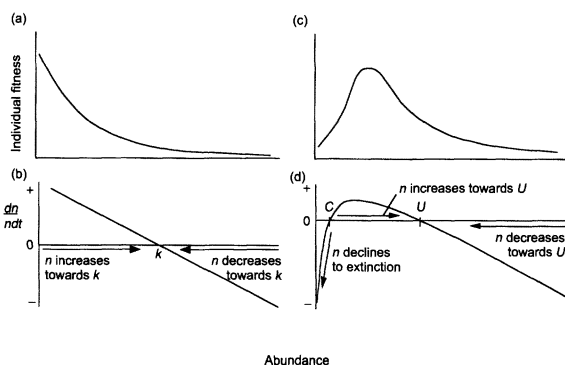 (a)
Individual fitness
(c)
(b)
+
dn
ndt
0
–
k
n increases
towards k
n decreases
towards k
(d)
+
0
–
C
U
n increases towards U
n declines
to extinction
n decreases
towards U
Abundance